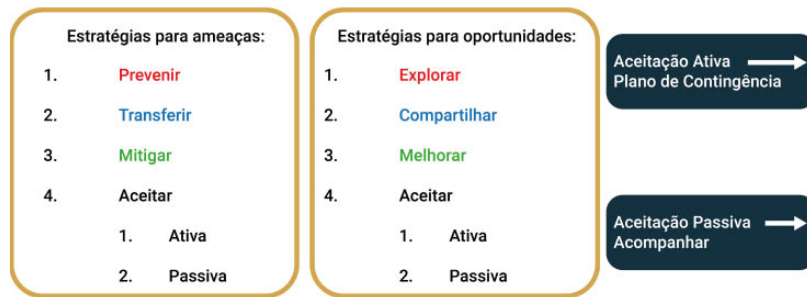 Estratégias para ameaças:
1. Prevenir
2. Transferir
3. Mitigar
4. Aceitar
1. Ativa
2. Passiva
Estratégias para oportunidades:
1. Explorar
2. Compartilhar
3. Melhorar
4. Aceitar
1. Ativa
2. Passiva
Aceitação Ativa
Plano de Contingência
Aceitação Passiva
Acompanhar